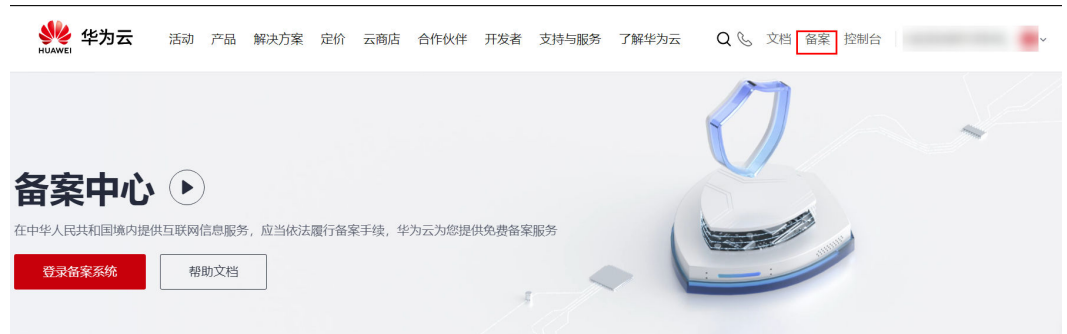 HUAWEI 华为云 活动 产品 解决方案 定价 云商店 合作伙伴 开发者 支持与服务 了解华为云 文档 备案 控制台
备案中心
在中华人民共和国境内提供互联网信息服务，应当依法履行备案手续，华为云为您提供免费备案服务
登录备案系统 帮助文档